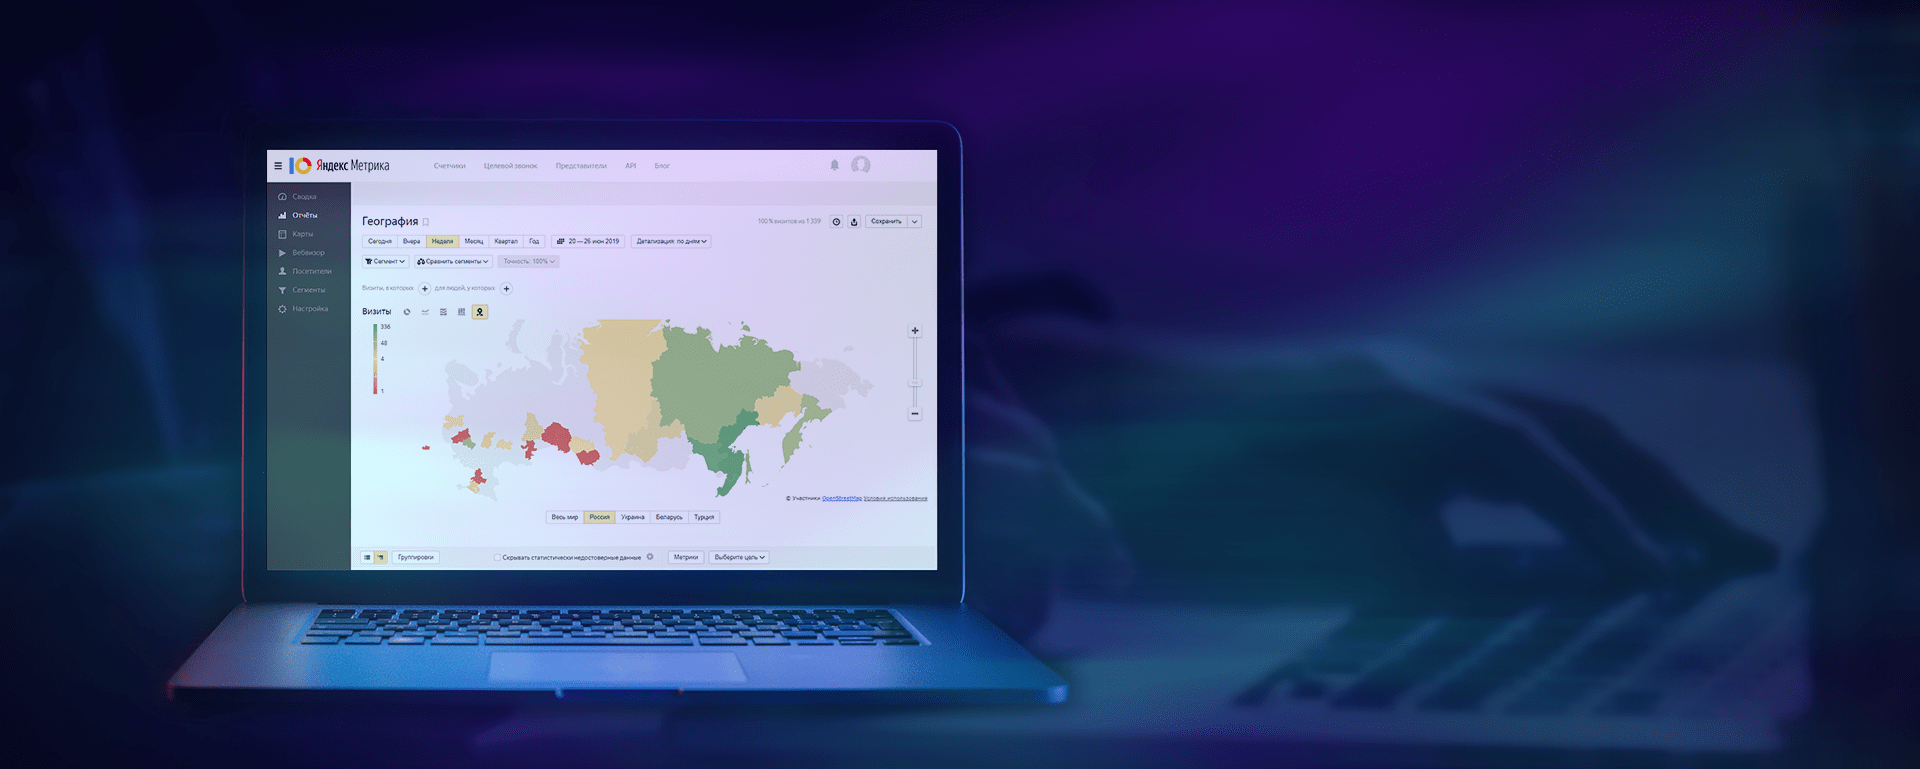 Яндекс Метрика
Счетчики Целевой звонок Представители API Блог
Сводка
Отчёты
Карты
Вебвизор
Посетители
Сегменты
Настройка
География
100 % визитов из 1 339
Сохранить
Сегодня Вчера Неделя Месяц Квартал Год 20 — 26 июн 2019 Детализация: по дням
Сегмент Сравнить сегменты Точность: 100%
Визиты, в которых + для людей, у которых +
Визиты
336
48
4
1
© Участники OpenStreetMap Условия использования
Весь мир Россия Украина Беларусь Турция
Группировки Скрывать статистически недостоверные данные Метрики Выберите цель